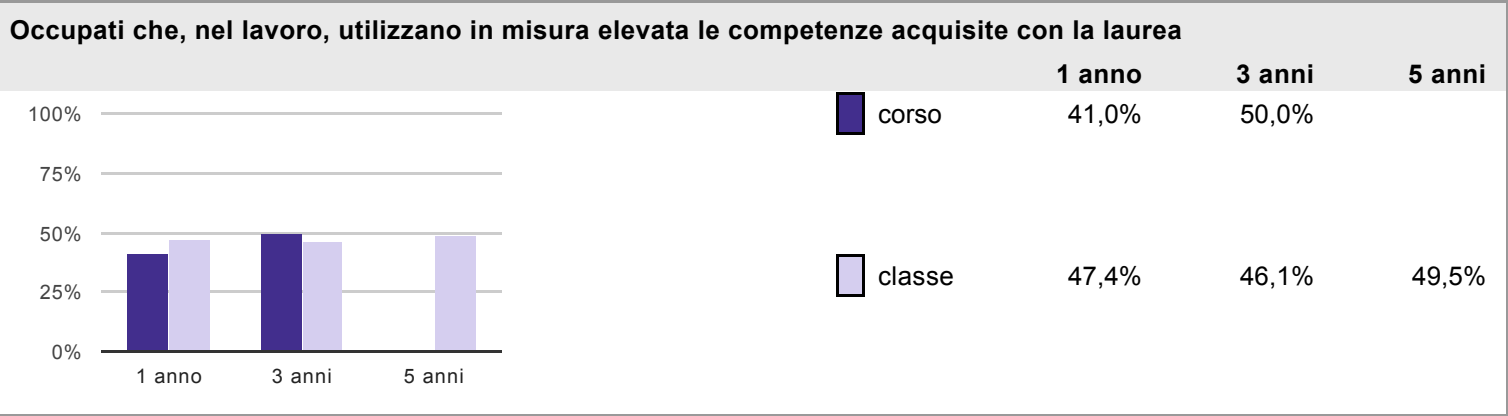 Occupati che, nel lavoro, utilizzano in misura elevata le competenze acquisite con la laurea
1 anno 3 anni 5 anni
100%
75%
50%
25%
0%
1 anno 3 anni 5 anni
corso 41,0% 50,0%
classe 47,4% 46,1% 49,5%